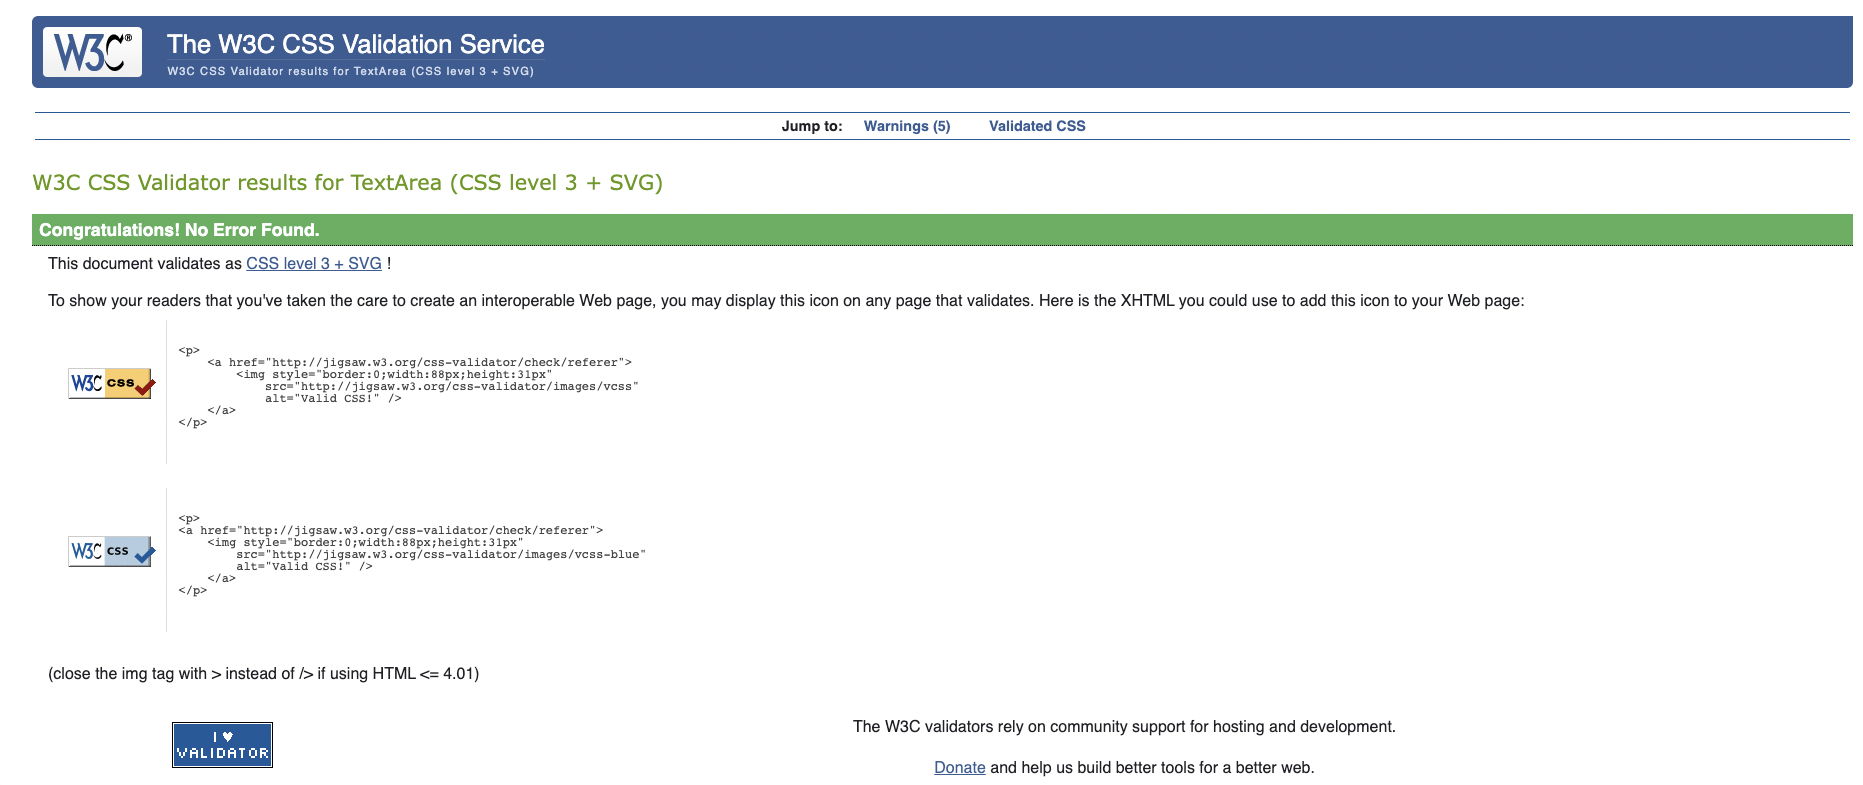 W3C®
The W3C CSS Validation Service
W3C CSS Validator results for TextArea (CSS level 3 + SVG)
Jump to: Warnings (5) Validated CSS
W3C CSS Validator results for TextArea (CSS level 3 + SVG)
Congratulations! No Error Found.
This document validates as CSS level 3 + SVG !
To show your readers that you've taken the care to create an interoperable Web page, you may display this icon on any page that validates. Here is the XHTML you could use to add this icon to your Web page:
W3C CSS
<p>
    <a href="http://jigsaw.w3.org/css-validator/check/referer">
        <img style="border:0;width:88px;height:31px"
            src="http://jigsaw.w3.org/css-validator/images/vcss"
            alt="Valid CSS!" />
    </a>
</p>
W3C CSS
<p>
<a href="http://jigsaw.w3.org/css-validator/check/referer">
    <img style="border:0;width:88px;height:31px"
        src="http://jigsaw.w3.org/css-validator/images/vcss-blue"
        alt="Valid CSS!" />
    </a>
</p>
(close the img tag with > instead of /> if using HTML <= 4.01)
I ♥
VALIDATOR
The W3C validators rely on community support for hosting and development.
Donate and help us build better tools for a better web.